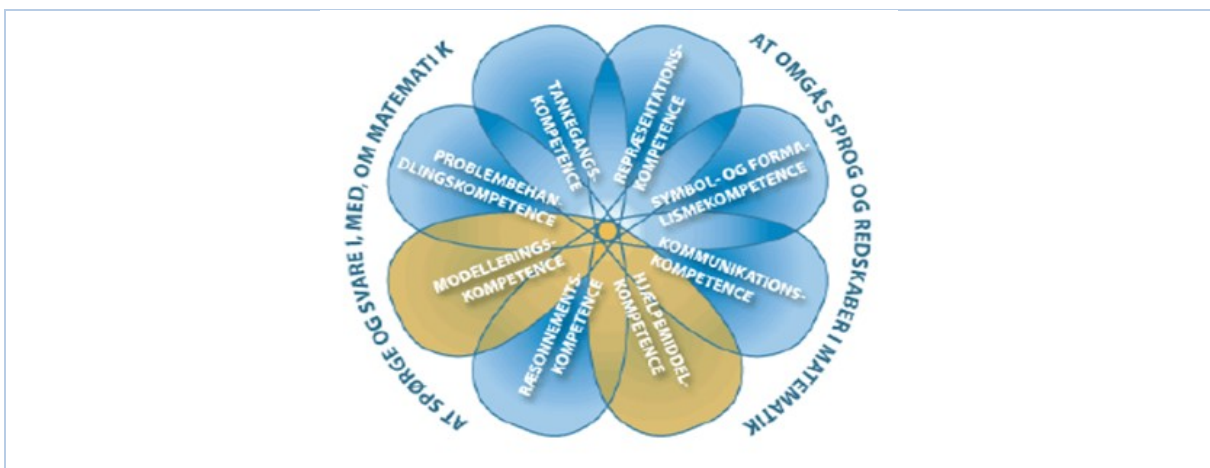 AT SPØRGE OG SVARE I, MED, OM MATEMATIK
AT OMGÅS SPROG OG REDSKABER I MATEMATIK
TANKEGANGS-
KOMPETENCE
REPRÆSENTATIONS-
KOMPETENCE
PROBLEMBEHAN-
DLINGSKOMPETENCE
SYMBOL- OG FORMA-
LISMEKOMPETENCE
MODELLERINGS-
KOMPETENCE
KOMMUNIKATIONS-
KOMPETENCE
RÆSONNEMENTS-
KOMPETENCE
HJÆLPEMIDDEL-
KOMPETENCE